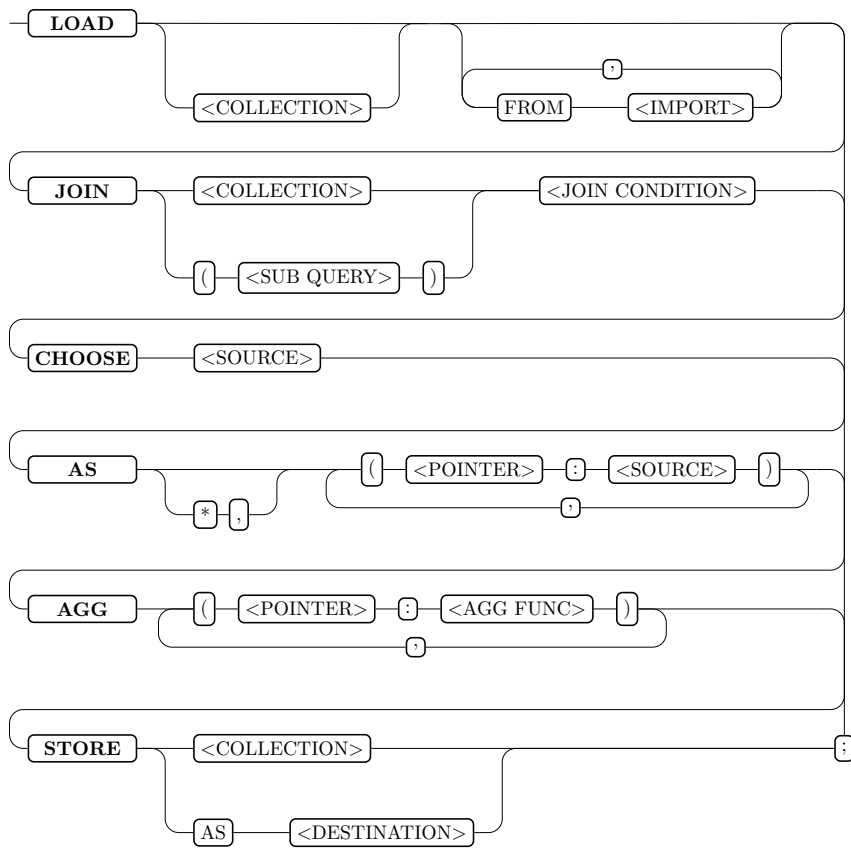 LOAD
,
<COLLECTION> FROM <IMPORT>
JOIN <COLLECTION> <JOIN CONDITION>
( <SUB QUERY> )
CHOOSE <SOURCE>
AS ( <POINTER> : <SOURCE> )
* , ,
AGG ( <POINTER> : <AGG FUNC> )
,
STORE <COLLECTION> ;
AS <DESTINATION>